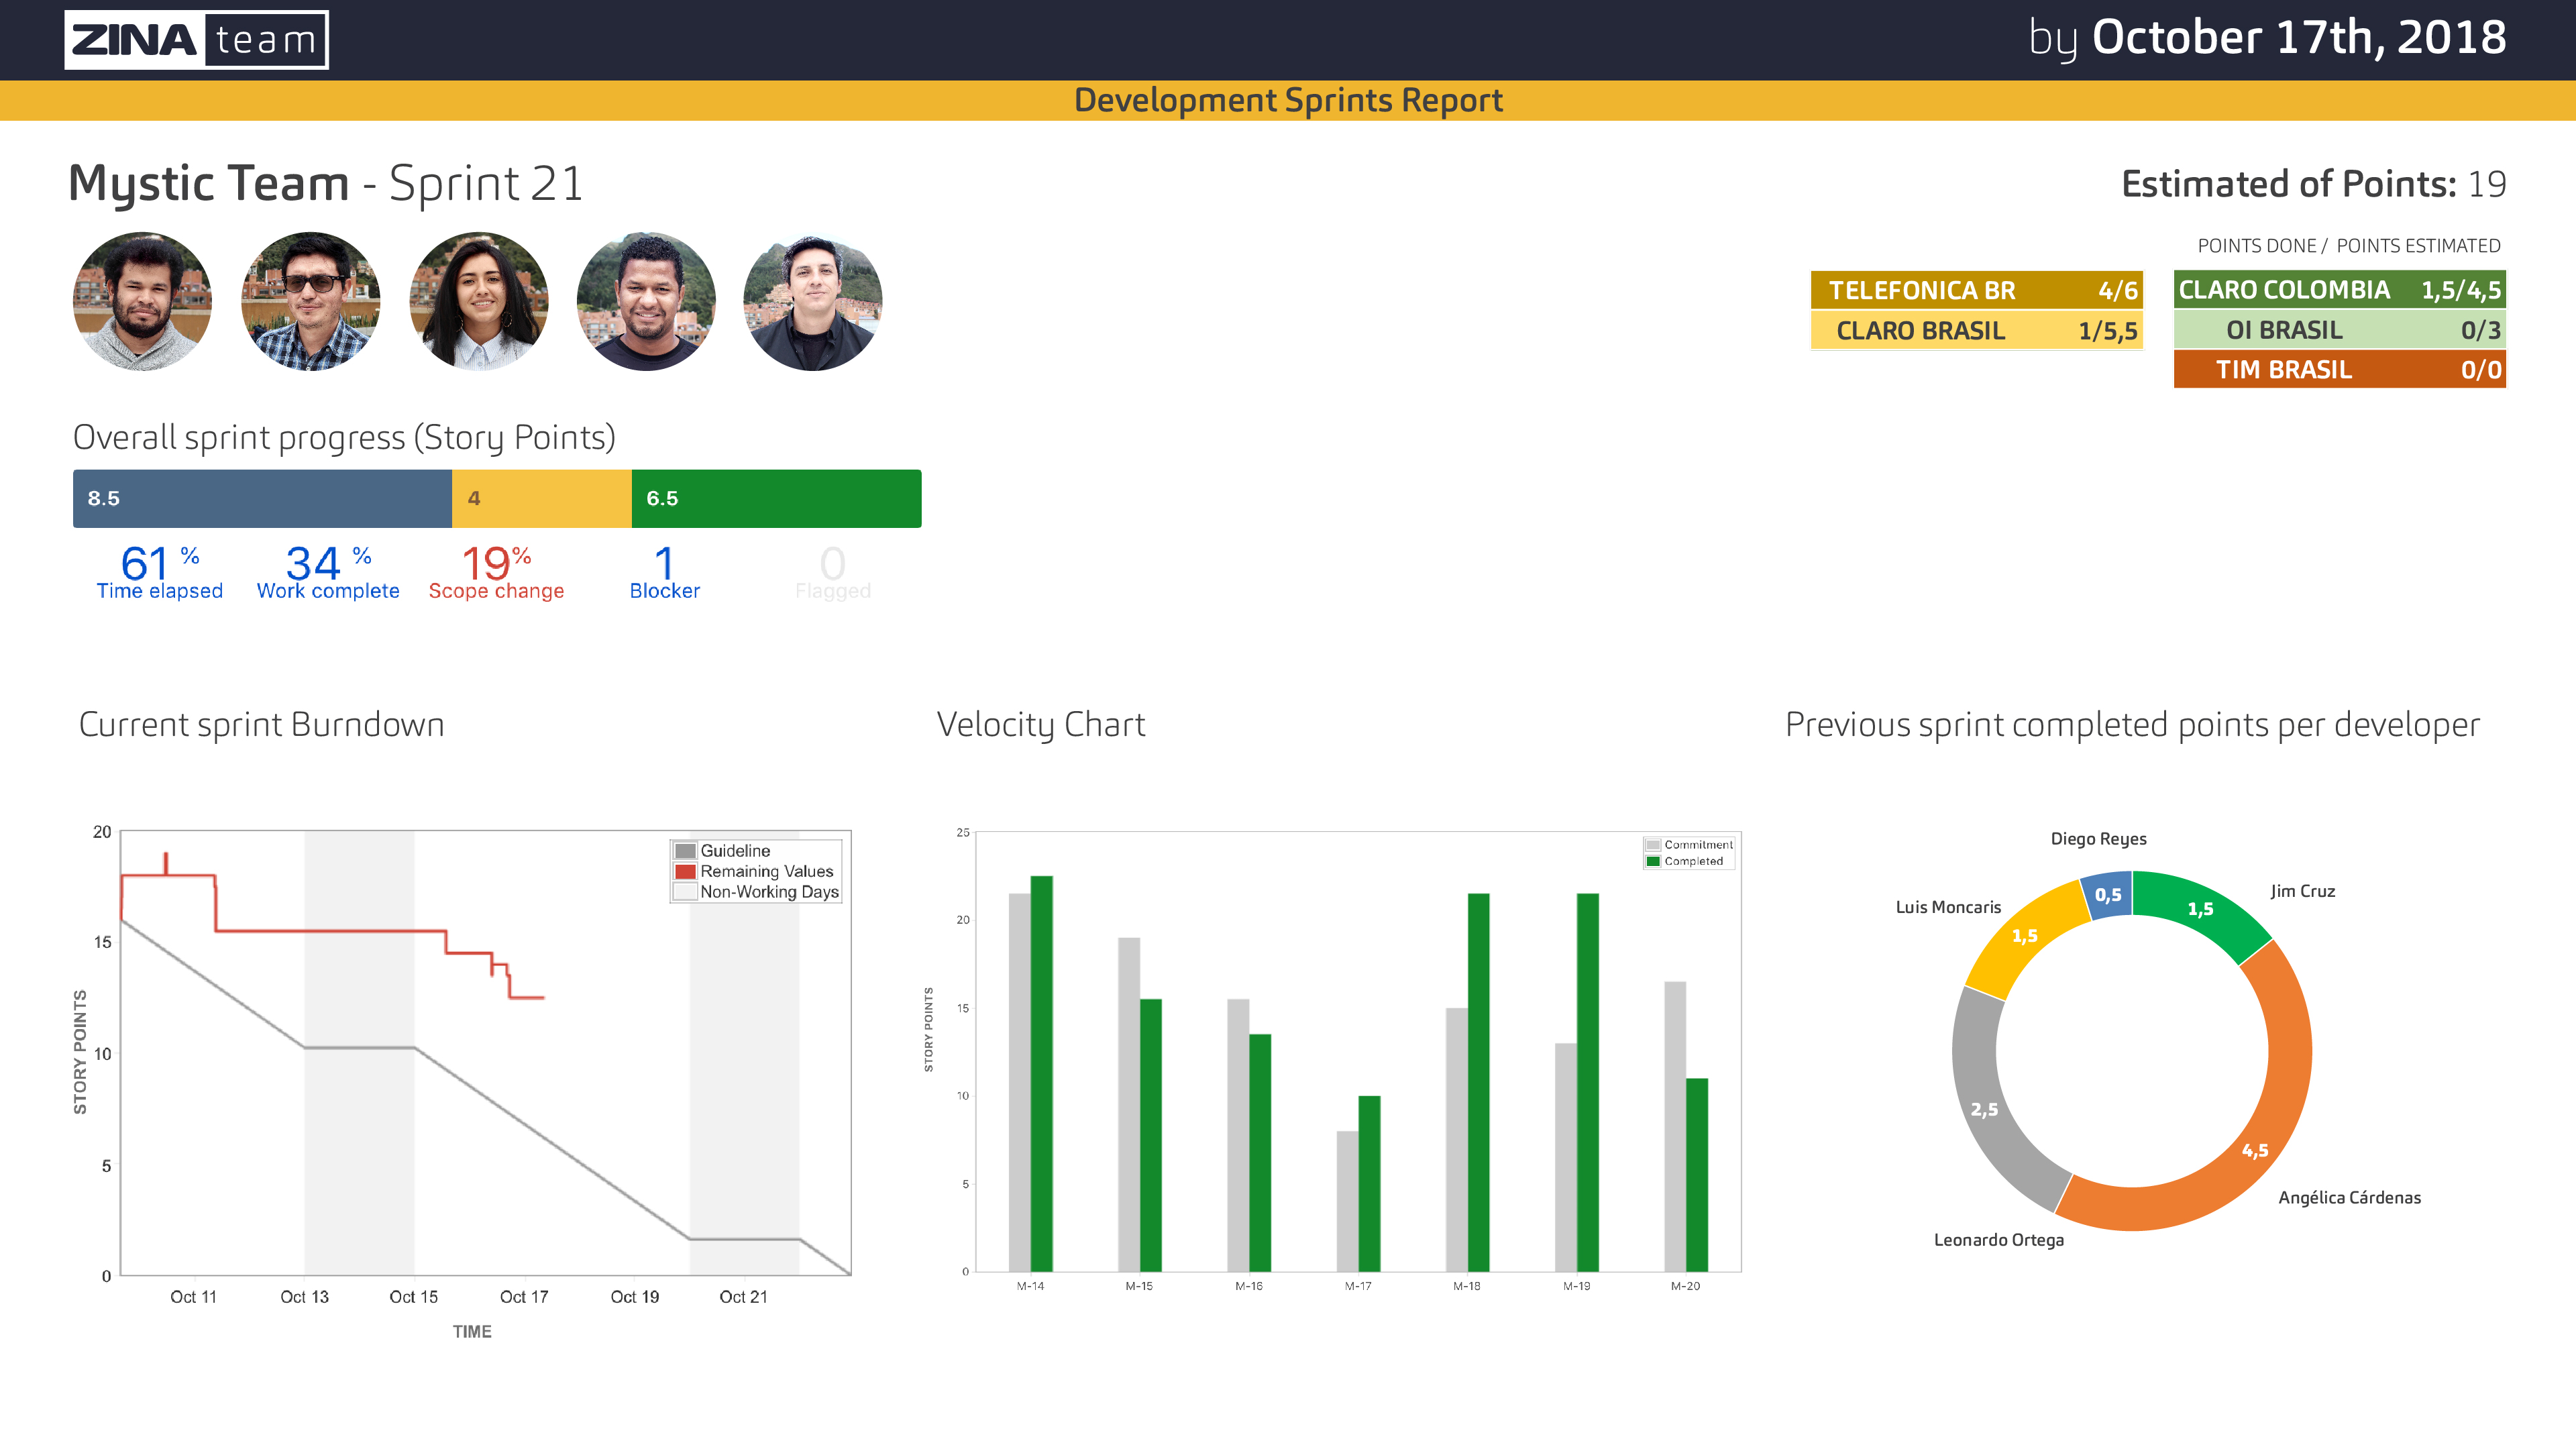 ZINA team
by October 17th, 2018
Development Sprints Report
Mystic Team - Sprint 21
Estimated of Points: 19
POINTS DONE / POINTS ESTIMATED
TELEFONICA BR 4/6
CLARO BRASIL 1/5,5
CLARO COLOMBIA 1,5/4,5
OI BRASIL 0/3
TIM BRASIL 0/0
Overall sprint progress (Story Points)
8.5 4 6.5
61 % 34 % 19% 1 0
Time elapsed Work complete Scope change Blocker Flagged
Current sprint Burndown
20
15
10
5
0
STORY POINTS
Guideline
Remaining Values
Non-Working Days
Oct 11 Oct 13 Oct 15 Oct 17 Oct 19 Oct 21
TIME
Velocity Chart
25
20
15
10
5
0
STORY POINTS
Commitment
Completed
M-14 M-15 M-16 M-17 M-18 M-19 M-20
Previous sprint completed points per developer
Diego Reyes
0,5
Jim Cruz
1,5
Luis Moncaris
1,5
2,5
4,5
Angélica Cárdenas
Leonardo Ortega